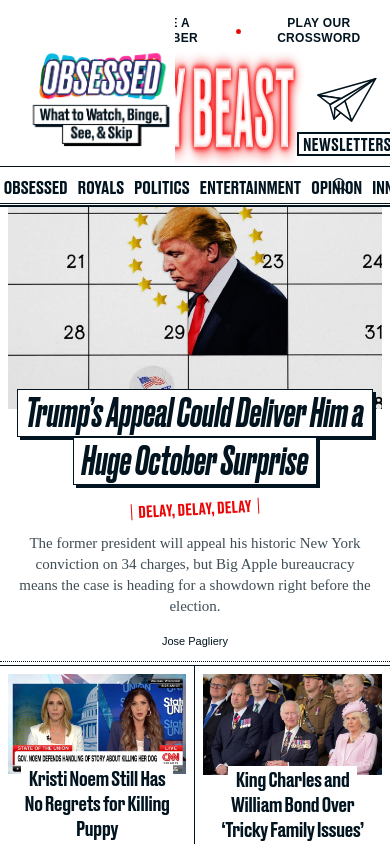 E A
BER
PLAY OUR
CROSSWORD
OBSESSED
What to Watch, Binge,
See, & Skip
Y BEAST
NEWSLETTERS
OBSESSED ROYALS POLITICS ENTERTAINMENT OPINION INN
21
23
24
28
29
31
Trump's Appeal Could Deliver Him a
Huge October Surprise
DELAY, DELAY, DELAY
The former president will appeal his historic New York
conviction on 34 charges, but Big Apple bureaucracy
means the case is heading for a showdown right before the
election.
Jose Pagliery
STATE OF THE UNION
LIVE
GOV. NOEM DEFENDS HANDLING OF STORY ABOUT KILLING HER DOG
CNN
Kristi Noem Still Has
No Regrets for Killing
Puppy
King Charles and
William Bond Over
‘Tricky Family Issues’